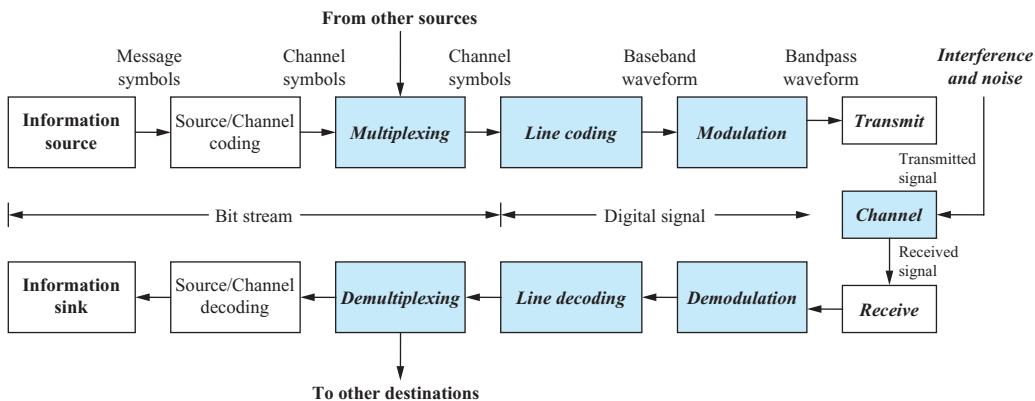 From other sources
Message
symbols
Channel
symbols
Channel
symbols
Baseband
waveform
Bandpass
waveform
Interference
and noise
Information
source
Source/Channel
coding
Multiplexing
Line coding
Modulation
Transmit
Transmitted
signal
Bit stream
Digital signal
Channel
Received
signal
Information
sink
Source/Channel
decoding
Demultiplexing
Line decoding
Demodulation
Receive
To other destinations